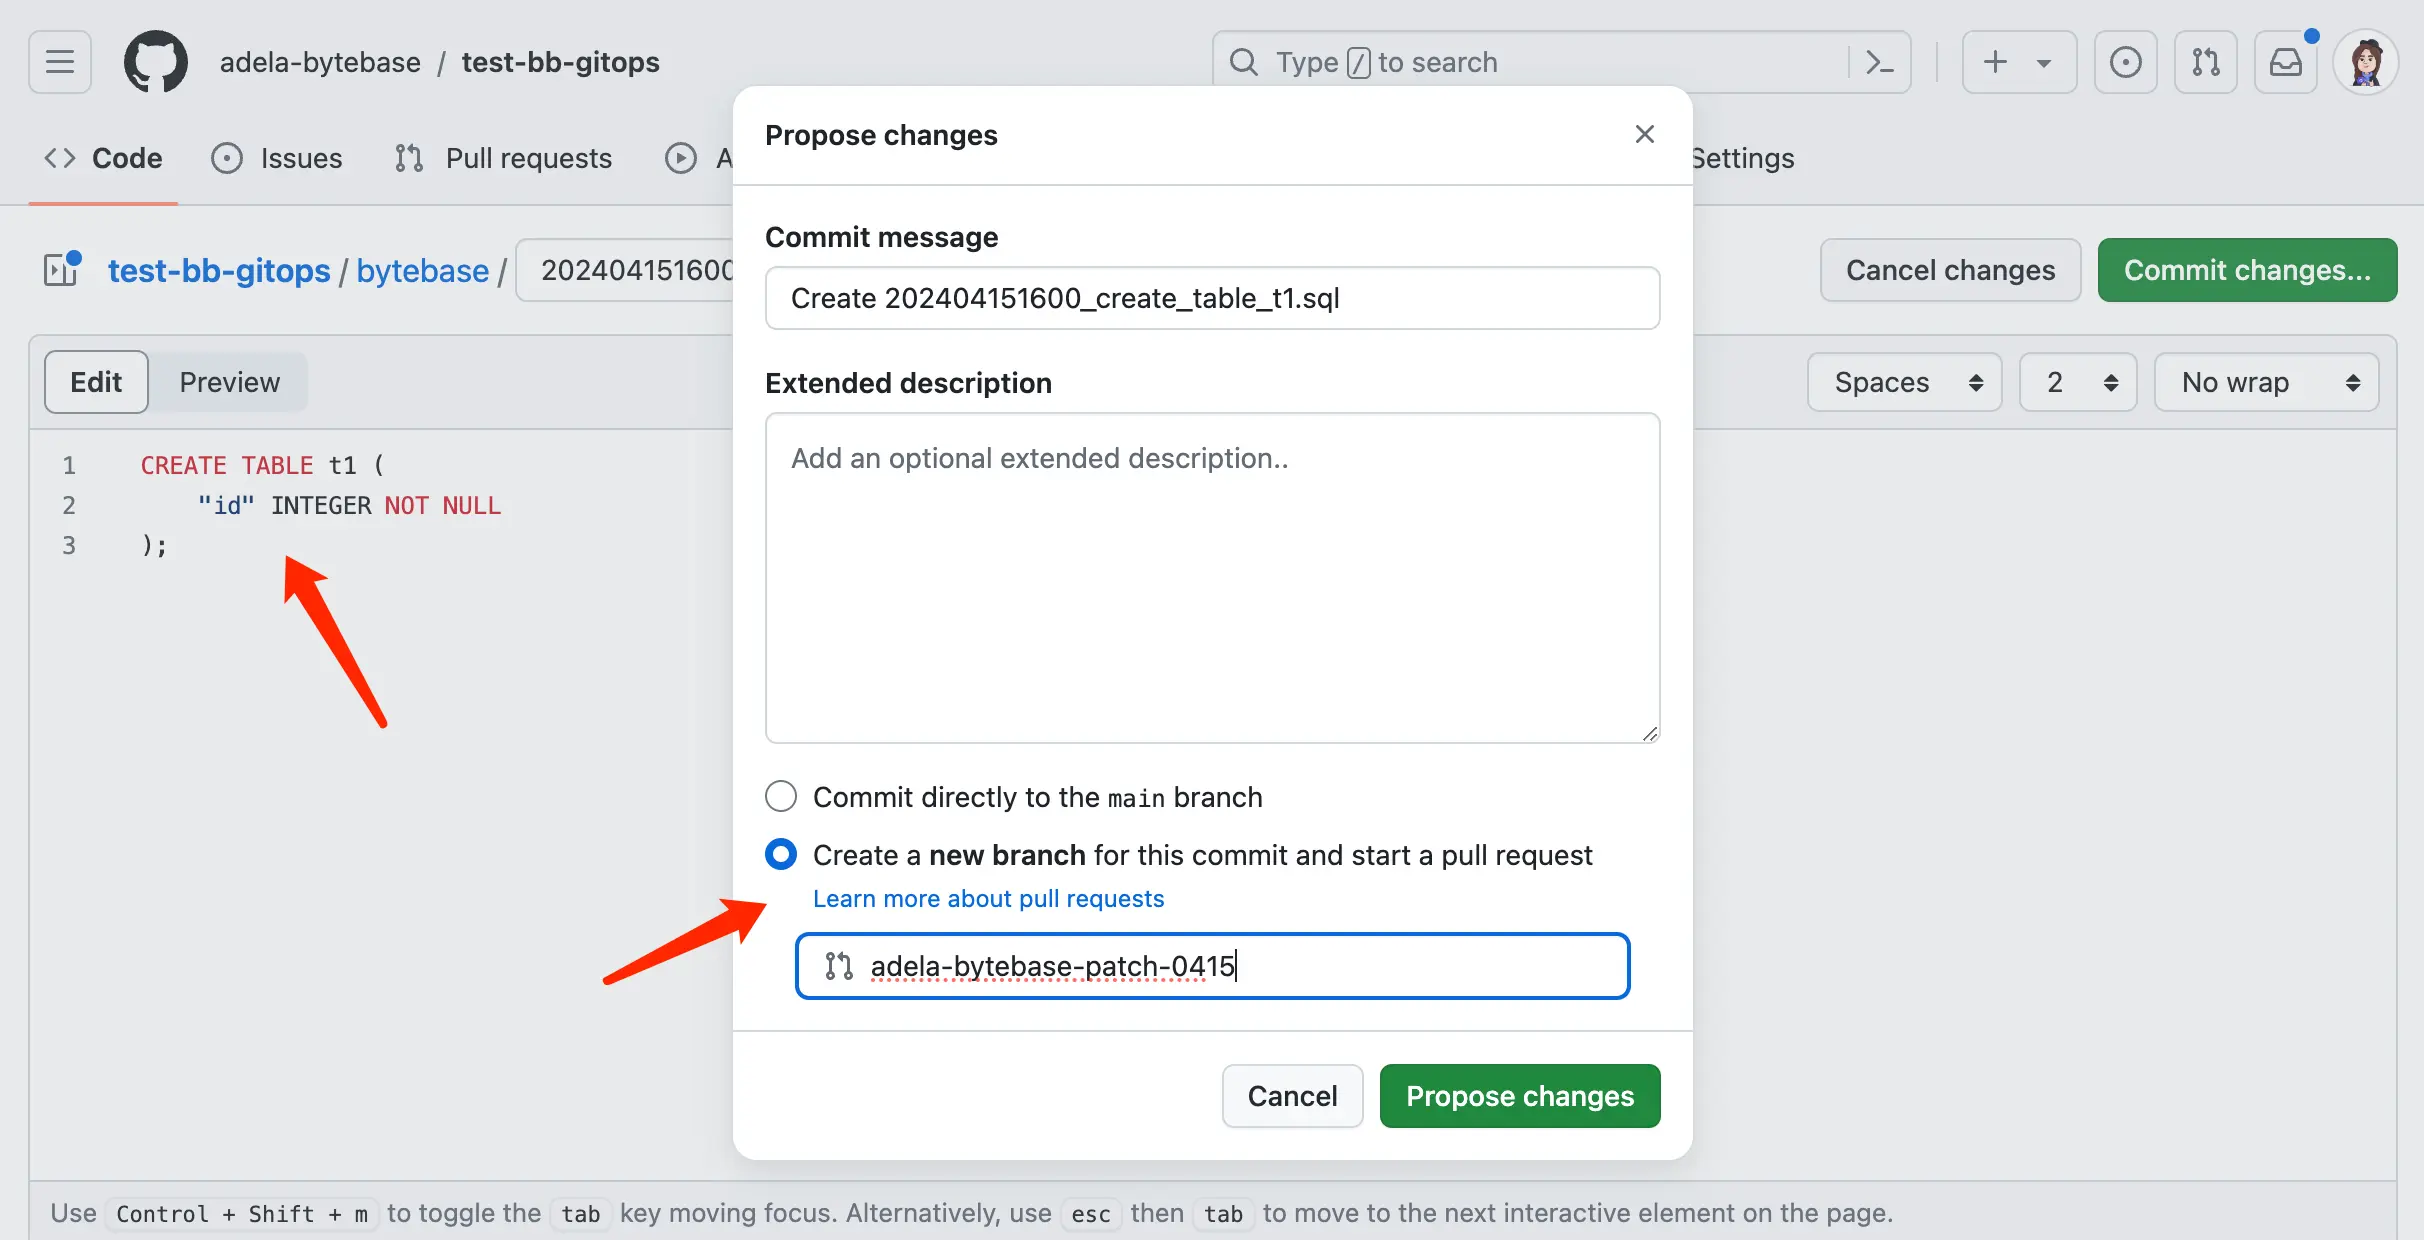 adela-bytebase / test-bb-gitops
Type / to search
Code
Issues
Pull requests
Settings
test-bb-gitops / bytebase / 202404151600
Cancel changes
Commit changes...
Edit
Preview
Spaces
2
No wrap
1 CREATE TABLE t1 (
2 "id" INTEGER NOT NULL
3 );
Propose changes
Commit message
Create 202404151600_create_table_t1.sql
Extended description
Add an optional extended description..
Commit directly to the main branch
Create a new branch for this commit and start a pull request
Learn more about pull requests
adela-bytebase-patch-0415
Cancel
Propose changes
Use Control + Shift + m to toggle the tab key moving focus. Alternatively, use esc then tab to move to the next interactive element on the page.